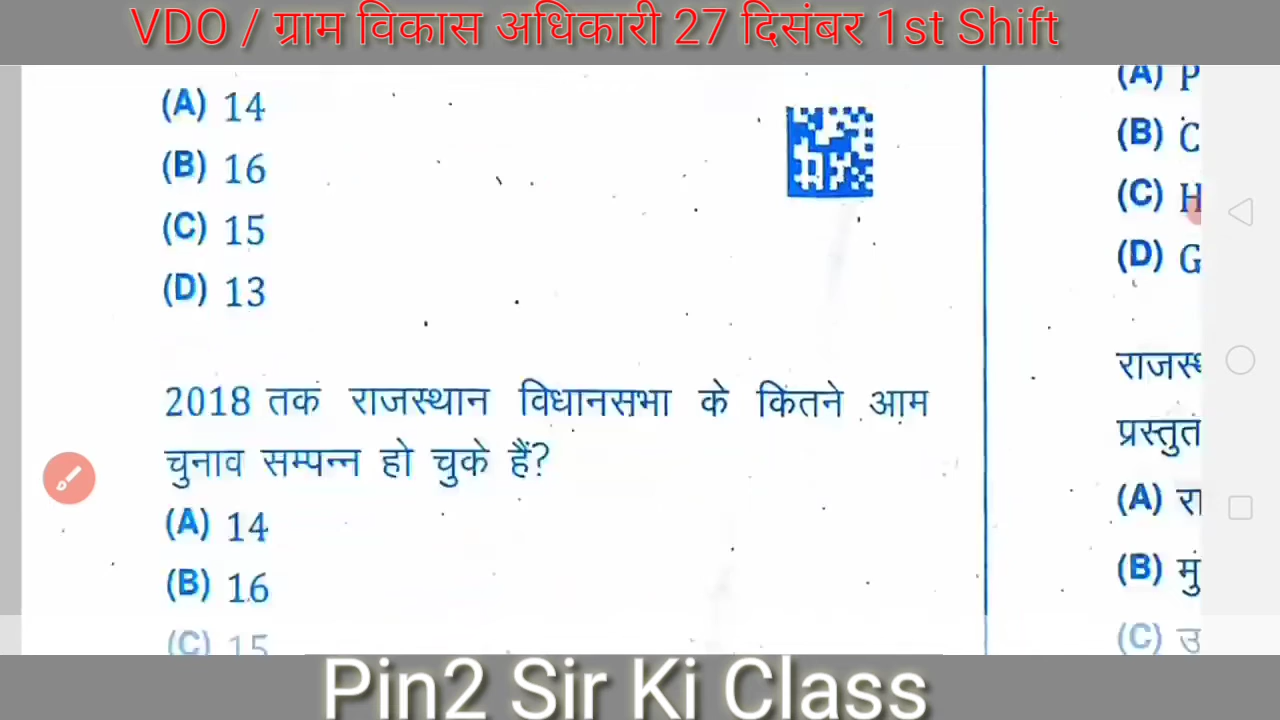 VDO / ग्राम विकास अधिकारी 27 दिसंबर 1st Shift
(A) 14
(B) 16
(C) 15
(D) 13
2018 तक राजस्थान विधानसभा के कितने आम
चुनाव सम्पन्न हो चुके हैं?
(A) 14
(B) 16
(C) 15
(A) P
(B) C
(C) H
(D) G
प्रस्तुत
(A) रा
(B) मु
(C) उ
Pin2 Sir Ki Class